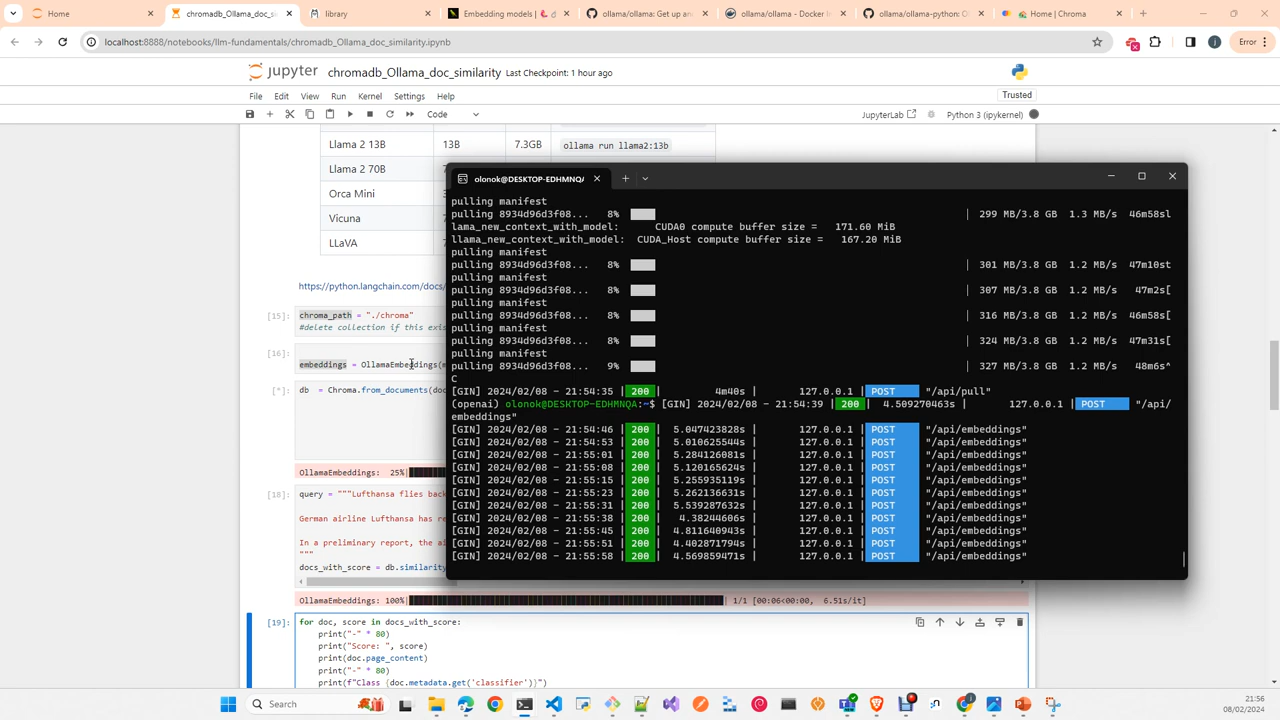 Home
chromadb_Ollama_doc_similarity
library
Embedding models |
ollama/ollama: Get up and
ollama/ollama - Docker Im
ollama/ollama-python: Ol
Home | Chroma
localhost:8888/notebooks/llm-fundamentals/chromadb_Ollama_doc_similarity.ipynb
Error
jupyter chromadb_Ollama_doc_similarity Last Checkpoint: 1 hour ago
File Edit View Run Kernel Settings Help
Trusted
Code
JupyterLab
Python 3 (ipykernel)
Llama 2 13B 13B 7.3GB ollama run llama2:13b
Llama 2 70B
Orca Mini
Vicuna
LLaVA
https://python.langchain.com/docs/
[15] chroma_path = "./chroma"
#delete collection if this exis
[16]
embeddings = OllamaEmbeddings(m
[*] db = Chroma.from_documents(doc
OllamaEmbeddings: 25%|
[18] query = """Lufthansa flies back
German airline Lufthansa has re
In a preliminary report, the ai
"""
docs_with_score = db.similarity
OllamaEmbeddings: 100%| | 1/1 [00:06<00:00, 6.51s/it]
[19] for doc, score in docs_with_score:
print("-" * 80)
print("Score: ", score)
print(doc.page_content)
print("-" * 80)
print(f"Class {doc.metadata.get('classifier')}")
olonok@DESKTOP-EDHMNQA:
pulling manifest
pulling 8934d96d3f08... 8% | 299 MB/3.8 GB 1.3 MB/s 46m58sl
lama_new_context_with_model: CUDA0 compute buffer size = 171.60 MiB
llama_new_context_with_model: CUDA_Host compute buffer size = 167.20 MiB
pulling manifest
pulling 8934d96d3f08... 8% | 301 MB/3.8 GB 1.2 MB/s 47m10st
pulling manifest
pulling 8934d96d3f08... 8% | 307 MB/3.8 GB 1.2 MB/s 47m2s[
pulling manifest
pulling 8934d96d3f08... 8% | 316 MB/3.8 GB 1.2 MB/s 46m58s[
pulling manifest
pulling 8934d96d3f08... 8% | 324 MB/3.8 GB 1.2 MB/s 47m31s[
pulling manifest
pulling 8934d96d3f08... 9% | 327 MB/3.8 GB 1.2 MB/s 48m6s^
C
[GIN] 2024/02/08 - 21:54:35 | 200 | 4m40s | 127.0.0.1 | POST "/api/pull"
(openai) olonok@DESKTOP-EDHMNQA:~$ [GIN] 2024/02/08 - 21:54:39 | 200 | 4.509270463s | 127.0.0.1 | POST "/api/
embeddings"
[GIN] 2024/02/08 - 21:54:46 | 200 | 5.047423828s | 127.0.0.1 | POST "/api/embeddings"
[GIN] 2024/02/08 - 21:54:53 | 200 | 5.010625544s | 127.0.0.1 | POST "/api/embeddings"
[GIN] 2024/02/08 - 21:55:01 | 200 | 5.284126081s | 127.0.0.1 | POST "/api/embeddings"
[GIN] 2024/02/08 - 21:55:08 | 200 | 5.120165624s | 127.0.0.1 | POST "/api/embeddings"
[GIN] 2024/02/08 - 21:55:15 | 200 | 5.255935119s | 127.0.0.1 | POST "/api/embeddings"
[GIN] 2024/02/08 - 21:55:23 | 200 | 5.262136631s | 127.0.0.1 | POST "/api/embeddings"
[GIN] 2024/02/08 - 21:55:31 | 200 | 5.539287632s | 127.0.0.1 | POST "/api/embeddings"
[GIN] 2024/02/08 - 21:55:38 | 200 | 4.38244606s | 127.0.0.1 | POST "/api/embeddings"
[GIN] 2024/02/08 - 21:55:45 | 200 | 4.811640943s | 127.0.0.1 | POST "/api/embeddings"
[GIN] 2024/02/08 - 21:55:51 | 200 | 4.402871794s | 127.0.0.1 | POST "/api/embeddings"
[GIN] 2024/02/08 - 21:55:58 | 200 | 4.569859471s | 127.0.0.1 | POST "/api/embeddings"
Search
21:56
08/02/2024